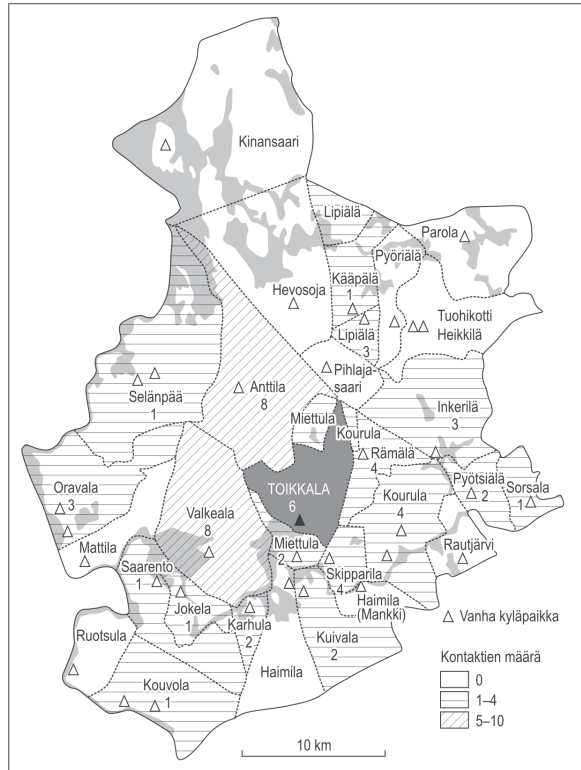 Kinansaari
Lipiälä
Parola
Pyöriälä
Hevosoja
Kääpälä
1
Tuohikotti
Heikkilä
Lipiälä
3
Pihlaja-
saari
Selänpää
1
Anttila
8
Miettula
Inkerilä
3
Kourula
Rämälä
4
Oravala
3
TOIKKALA
6
Kourula
4
Pyötsiälä
2
Sorsala
1
Valkeala
8
Mattila
Miettula
2
Rautjärvi
Saarento
1
Skipparila
4
Jokela
1
Haimila
(Mankki)
Karhula
2
Ruotsula
Kuivala
2
Haimila
Kouvola
1
Vanha kyläpaikka
Kontaktien määrä
0
1–4
5–10
10 km